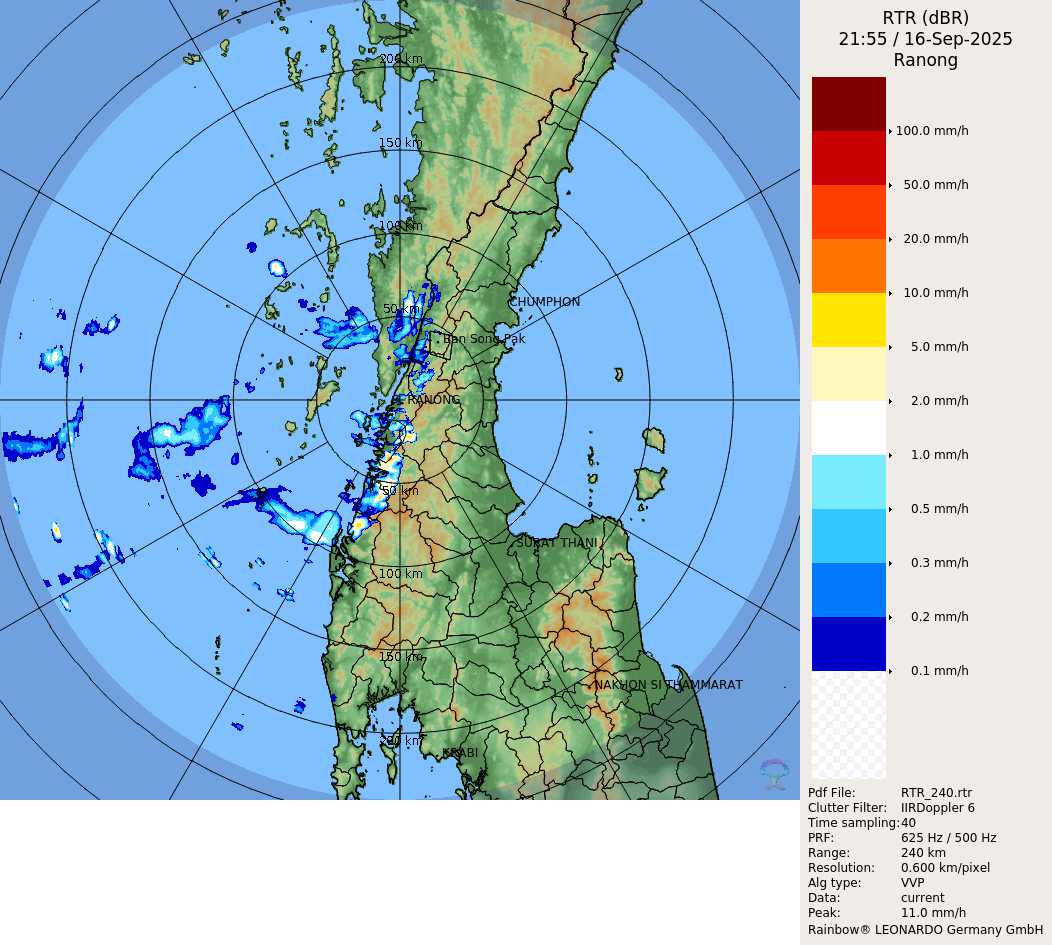 RTR (dBR)
21:55 / 16-Sep-2025
Ranong
200 km
150 km
100 km
50 km
CHUMPHON
Ban Song Pak
RANONG
50 km
SURAT THANI
100 km
150 km
NAKHON SI THAMMARAT
200 km
KRABI
100.0 mm/h
50.0 mm/h
20.0 mm/h
10.0 mm/h
5.0 mm/h
2.0 mm/h
1.0 mm/h
0.5 mm/h
0.3 mm/h
0.2 mm/h
0.1 mm/h
Pdf File: RTR_240.rtr
Clutter Filter: IIRDoppler 6
Time sampling:40
PRF: 625 Hz / 500 Hz
Range: 240 km
Resolution: 0.600 km/pixel
Alg type: VVP
Data: current
Peak: 11.0 mm/h
Rainbow® LEONARDO Germany GmbH